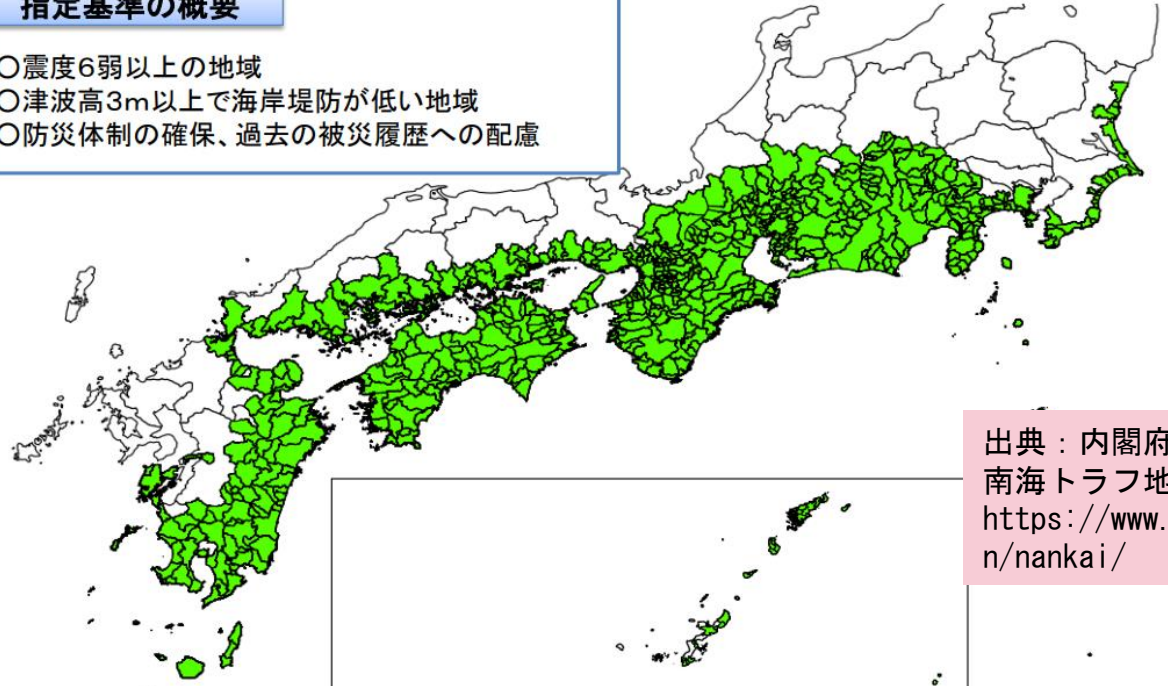 指定基準の概要
○震度6弱以上の地域
○津波高3m以上で海岸堤防が低い地域
○防災体制の確保、過去の被災履歴への配慮
出典：内閣府
南海トラフ地
https://www.
n/nankai/